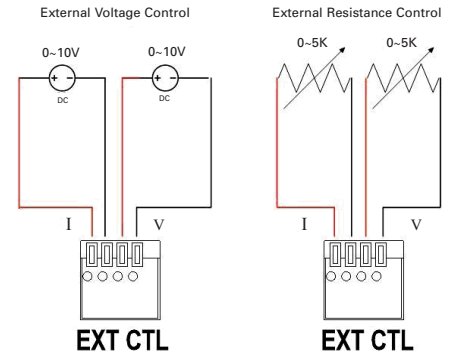 External Voltage Control
External Resistance Control
0~10V
0~10V
0~5K
0~5K
+ -
DC
+ -
DC
I
V
I
V
EXT CTL
EXT CTL